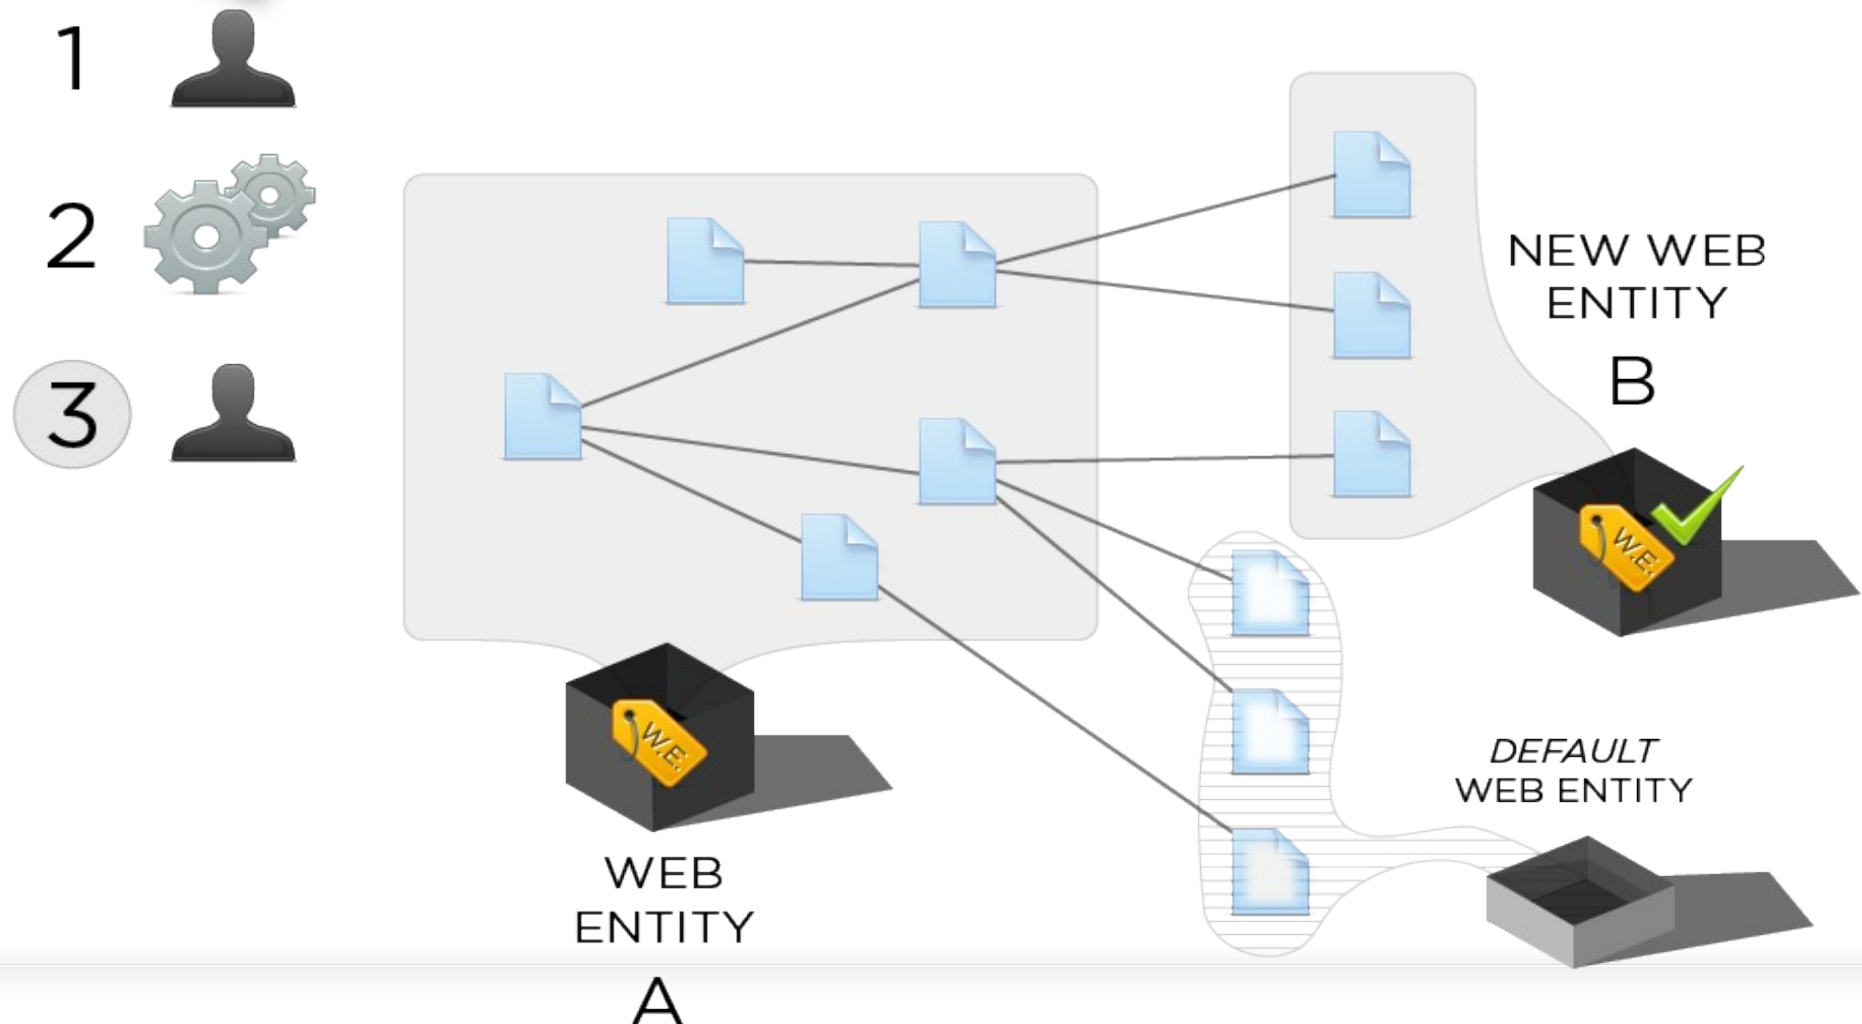 1
2
3
NEW WEB
ENTITY
B
W.E.
W.E.
DEFAULT
WEB ENTITY
WEB
ENTITY
A